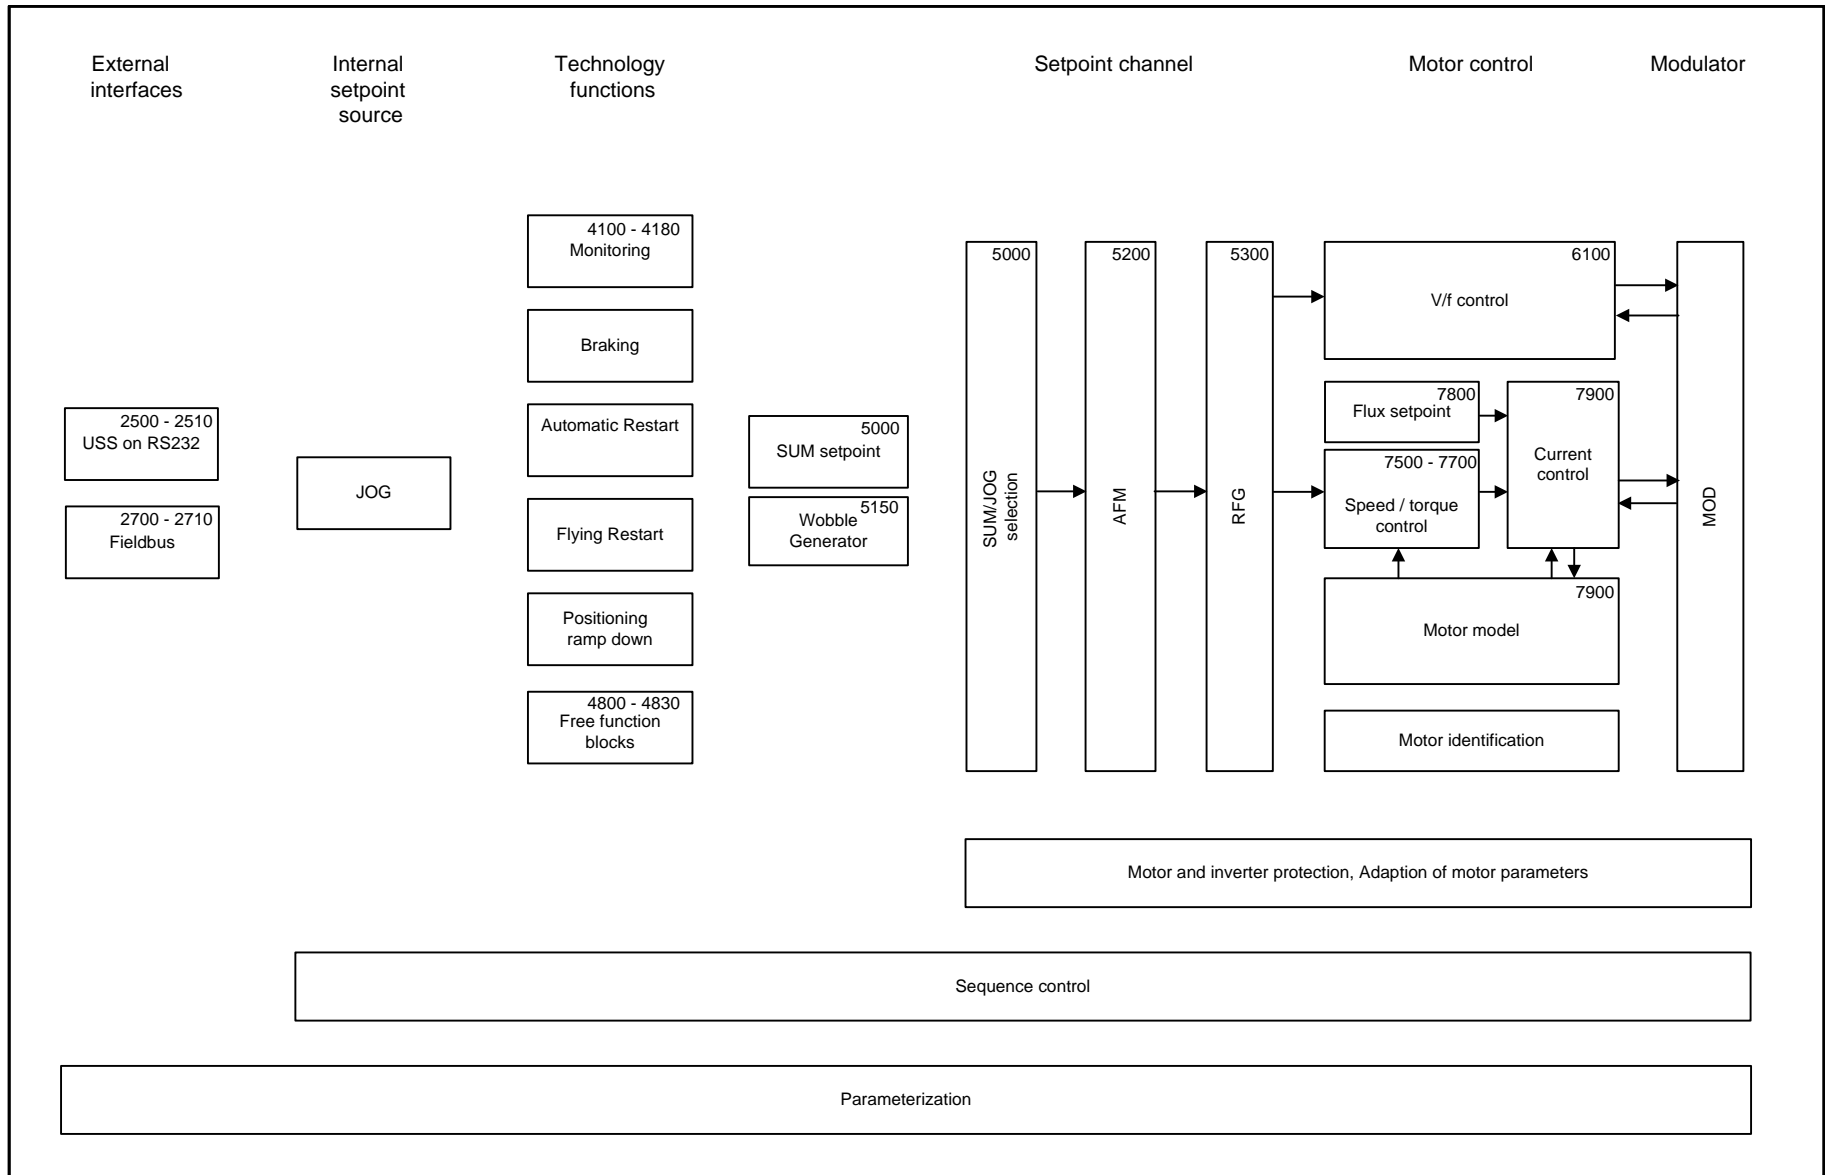 External
interfaces
Internal
setpoint
source
Technology
functions
Setpoint channel
Motor control
Modulator
4100 - 4180
Monitoring
Braking
Automatic Restart
Flying Restart
Positioning
ramp down
4800 - 4830
Free function
blocks
2500 - 2510
USS on RS232
2700 - 2710
Fieldbus
JOG
5000
SUM setpoint
5150
Wobble
Generator
5000
SUM/JOG
selection
5200
AFM
5300
RFG
6100
V/f control
7800
Flux setpoint
7900
Current
control
7500 - 7700
Speed / torque
control
7900
Motor model
Motor identification
MOD
Motor and inverter protection, Adaption of motor parameters
Sequence control
Parameterization